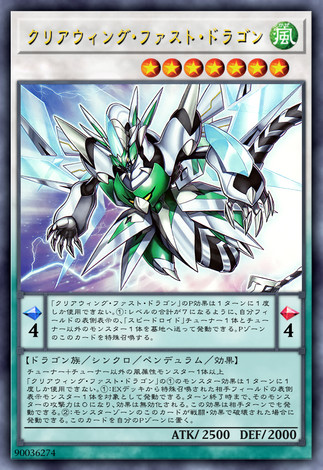 クリアウィング・ファスト・ドラゴン
風
「クリアウィング・ファスト・ドラゴン」のP効果は1ターンに1度
しか使用できない。①:レベルの合計が7になるように、自分フィ
ールドの表側表示の、「スピードロイド」チューナー1体とチュー
ナー以外のモンスター1体を墓地へ送って発動できる。Pゾーン
のこのカードを特殊召喚する。
4
4
【ドラゴン族/シンクロ/ペンデュラム/効果】
チューナー+チューナー以外の風属性モンスター1体以上
「クリアウィング・ファスト・ドラゴン」の①のモンスター効果は1ターンに1
度しか使用できない。①:EXデッキから特殊召喚された相手フィールドの表
側表示モンスター1体を対象として発動できる。ターン終了時まで、そのモンス
ターの攻撃力は0になり、効果は無効化される。この効果は相手ターンでも発
動できる。②:モンスターゾーンのこのカードが戦闘・効果で破壊された場合に
発動できる。このカードを自分のPゾーンに置く。
ATK/2500 DEF/2000
90036274